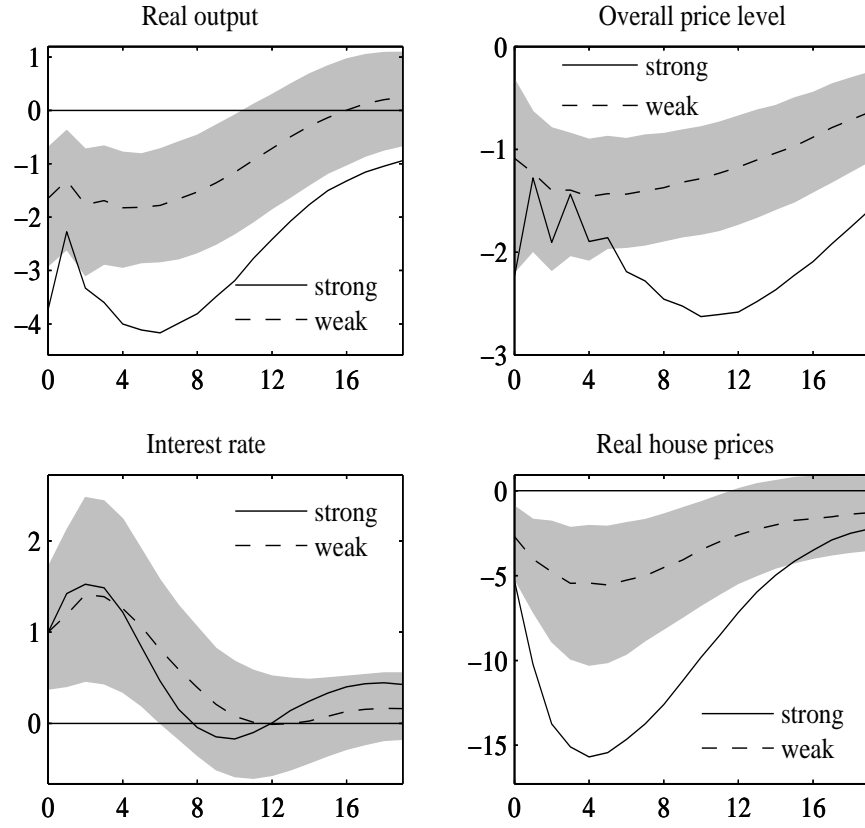 Real output
1
0
−1
−2
−3
−4
strong
weak
0 4 8 12 16
Overall price level
0
−1
−2
−3
strong
weak
0 4 8 12 16
Interest rate
2
1
0
strong
weak
0 4 8 12 16
Real house prices
0
−5
−10
−15
strong
weak
0 4 8 12 16